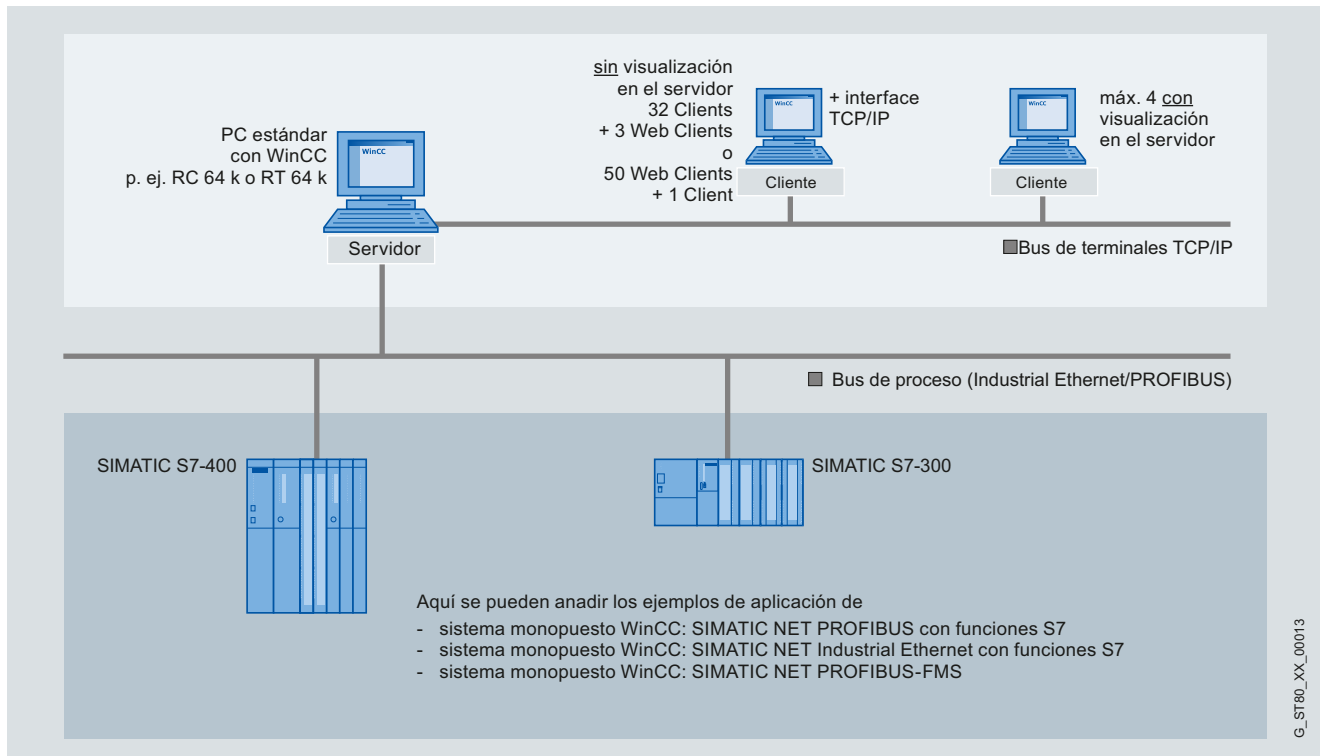 PC estándar
con WinCC
p. ej. RC 64 k o RT 64 k
WinCC
Servidor
sin visualización
en el servidor
32 Clients
+ 3 Web Clients
o
50 Web Clients
+ 1 Client
WinCC
+ interface
TCP/IP
Cliente
WinCC
máx. 4 con
visualización
en el servidor
Cliente
Bus de terminales TCP/IP
Bus de proceso (Industrial Ethernet/PROFIBUS)
SIMATIC S7-400
SIMATIC S7-300
Aquí se pueden anadir los ejemplos de aplicación de
- sistema monopuesto WinCC: SIMATIC NET PROFIBUS con funciones S7
- sistema monopuesto WinCC: SIMATIC NET Industrial Ethernet con funciones S7
- sistema monopuesto WinCC: SIMATIC NET PROFIBUS-FMS
G_ST80_XX_00013